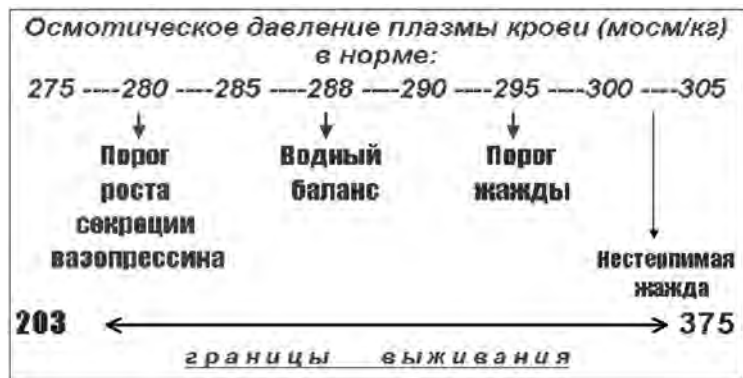 Осмотическое давление плазмы крови (мосм/кг)
в норме:
275 ----280 ----285 ----288 ----290 ----295 ----300 ----305
Порог роста секреции вазопрессина
Водный баланс
Порог жажды
Нестерпимая жажда
203 375
границы выживания